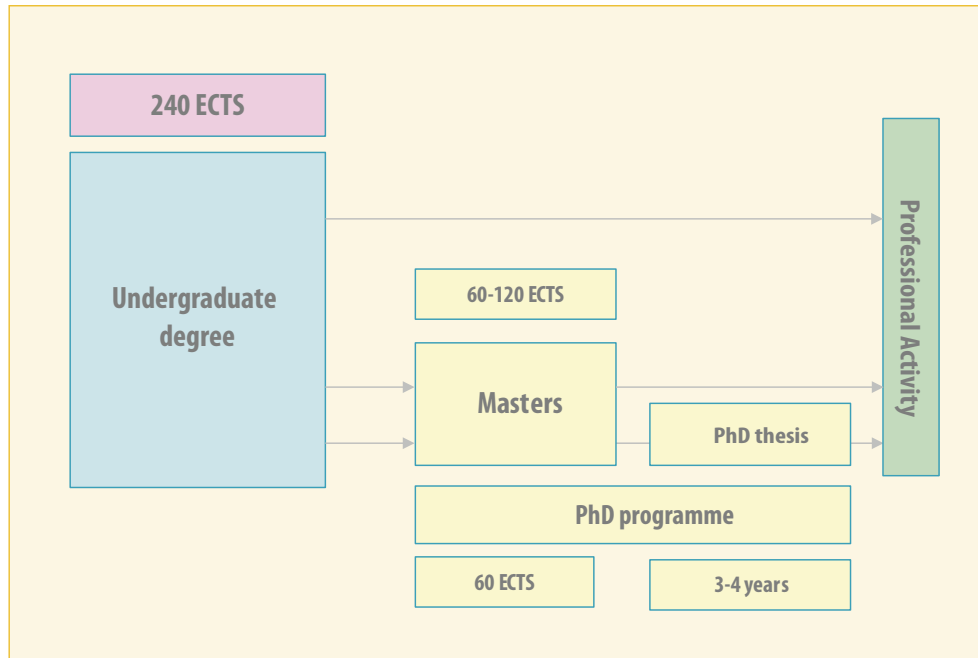 240 ECTS
Undergraduate
degree
60-120 ECTS
Masters
PhD thesis
PhD programme
60 ECTS
3-4 years
Professional Activity